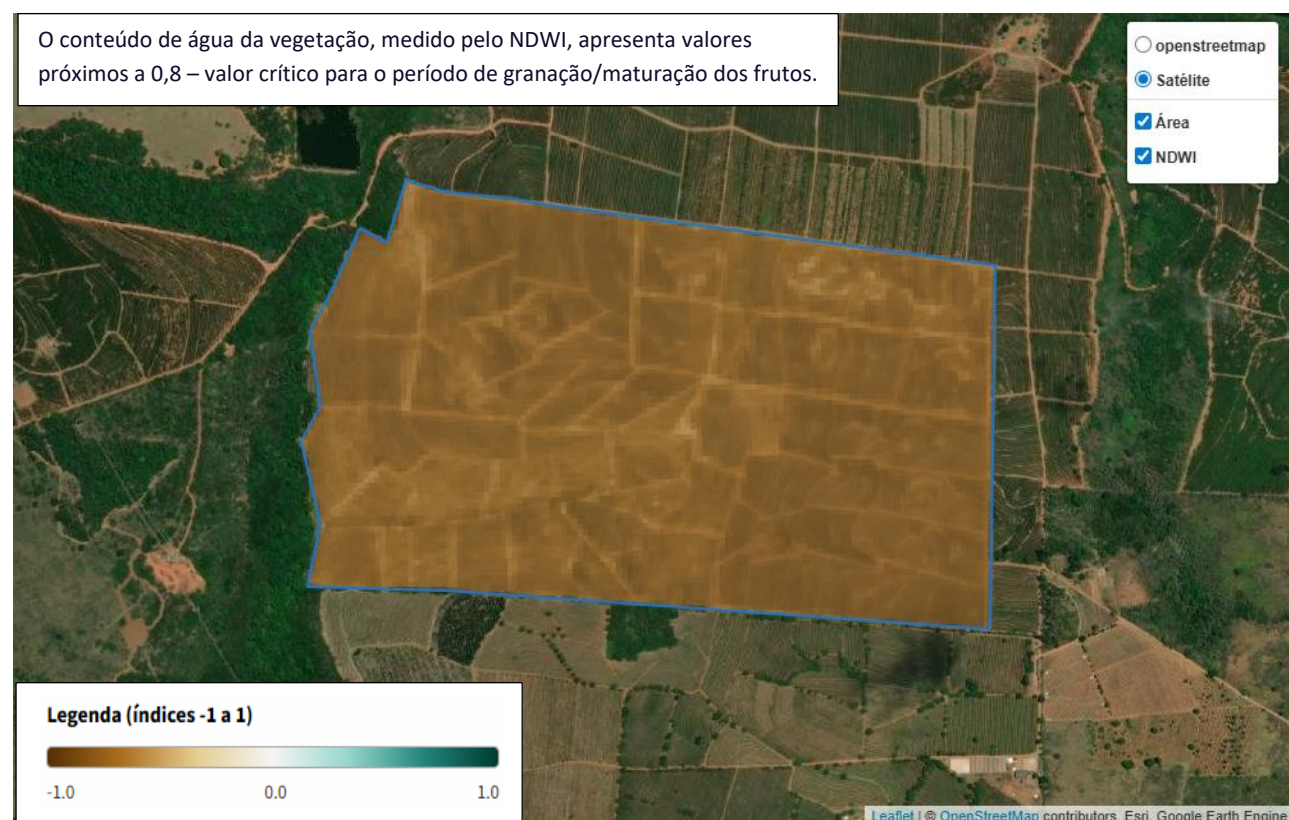 O conteúdo de água da vegetação, medido pelo NDWI, apresenta valores
próximos a 0,8 – valor crítico para o período de granação/maturação dos frutos.
openstreetmap
Satélite
Área
NDWI
Legenda (índices -1 a 1)
-1.0 0.0 1.0
Leaflet | © OpenStreetMap contributors, Esri, Google Earth Engine